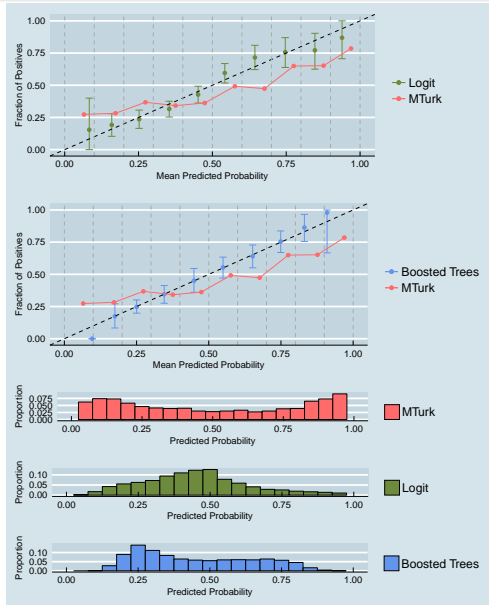 1.00
0.75
0.50
0.25
0.00
Fraction of Positives
0.00 0.25 0.50 0.75 1.00
Mean Predicted Probability
Logit
MTurk
1.00
0.75
0.50
0.25
0.00
Fraction of Positives
0.00 0.25 0.50 0.75 1.00
Mean Predicted Probability
Boosted Trees
MTurk
Proportion
0.075
0.050
0.025
0.000
0.00 0.25 0.50 0.75 1.00
Predicted Probability
MTurk
Proportion
0.10
0.05
0.00
0.00 0.25 0.50 0.75 1.00
Predicted Probability
Logit
Proportion
0.10
0.05
0.00
0.00 0.25 0.50 0.75 1.00
Predicted Probability
Boosted Trees